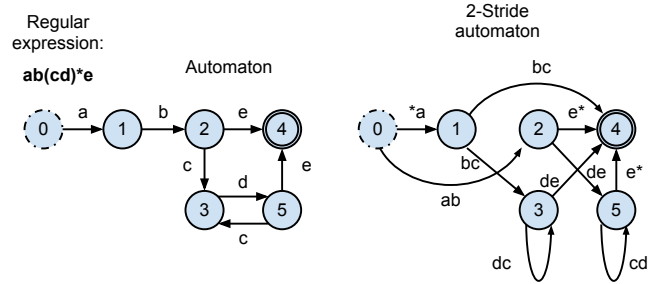 Regular
expression:
ab(cd)*e
Automaton
0
a
1
b
2
e
4
c
d
e
3
5
c
2-Stride
automaton
bc
0
*a
1
2
e*
4
bc
de
de
e*
ab
3
5
dc
cd